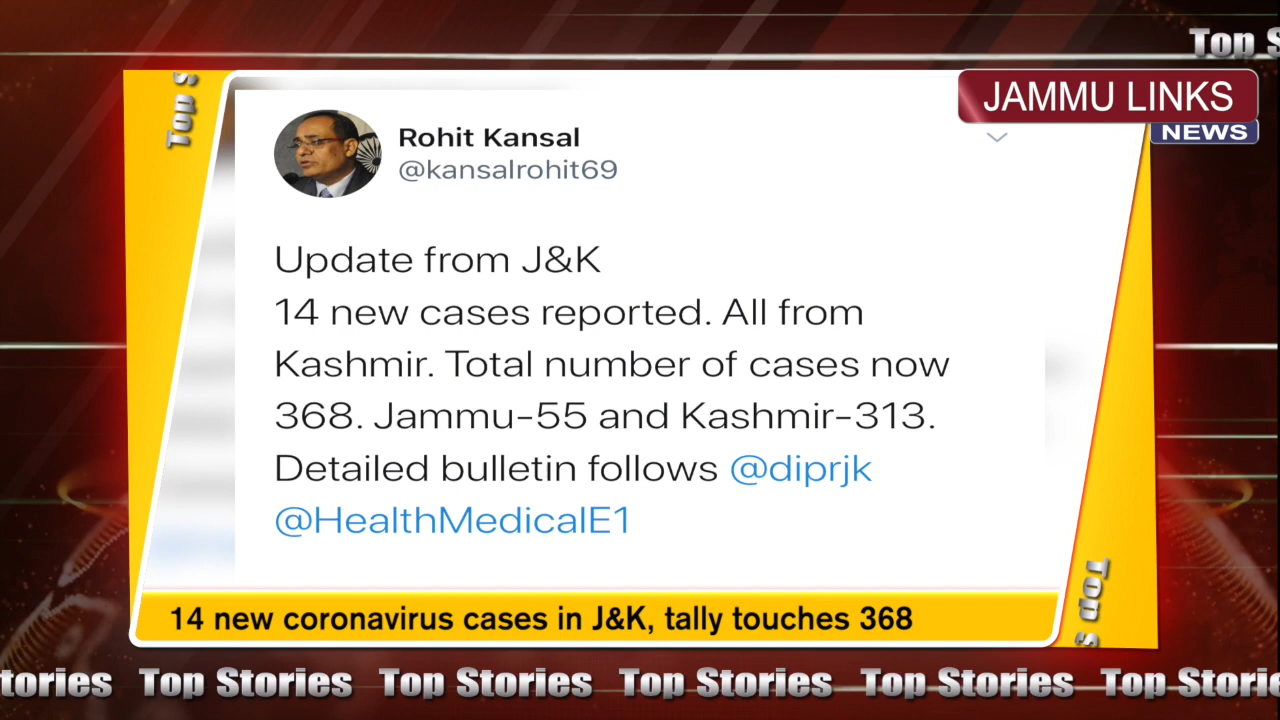 Top S
JAMMU LINKS
NEWS
Top S
Rohit Kansal
@kansalrohit69
Update from J&K
14 new cases reported. All from
Kashmir. Total number of cases now
368. Jammu-55 and Kashmir-313.
Detailed bulletin follows @diprjk
@HealthMedicalE1
Top S
14 new coronavirus cases in J&K, tally touches 368
tories Top Stories Top Stories Top Stories Top Stories Top Storie